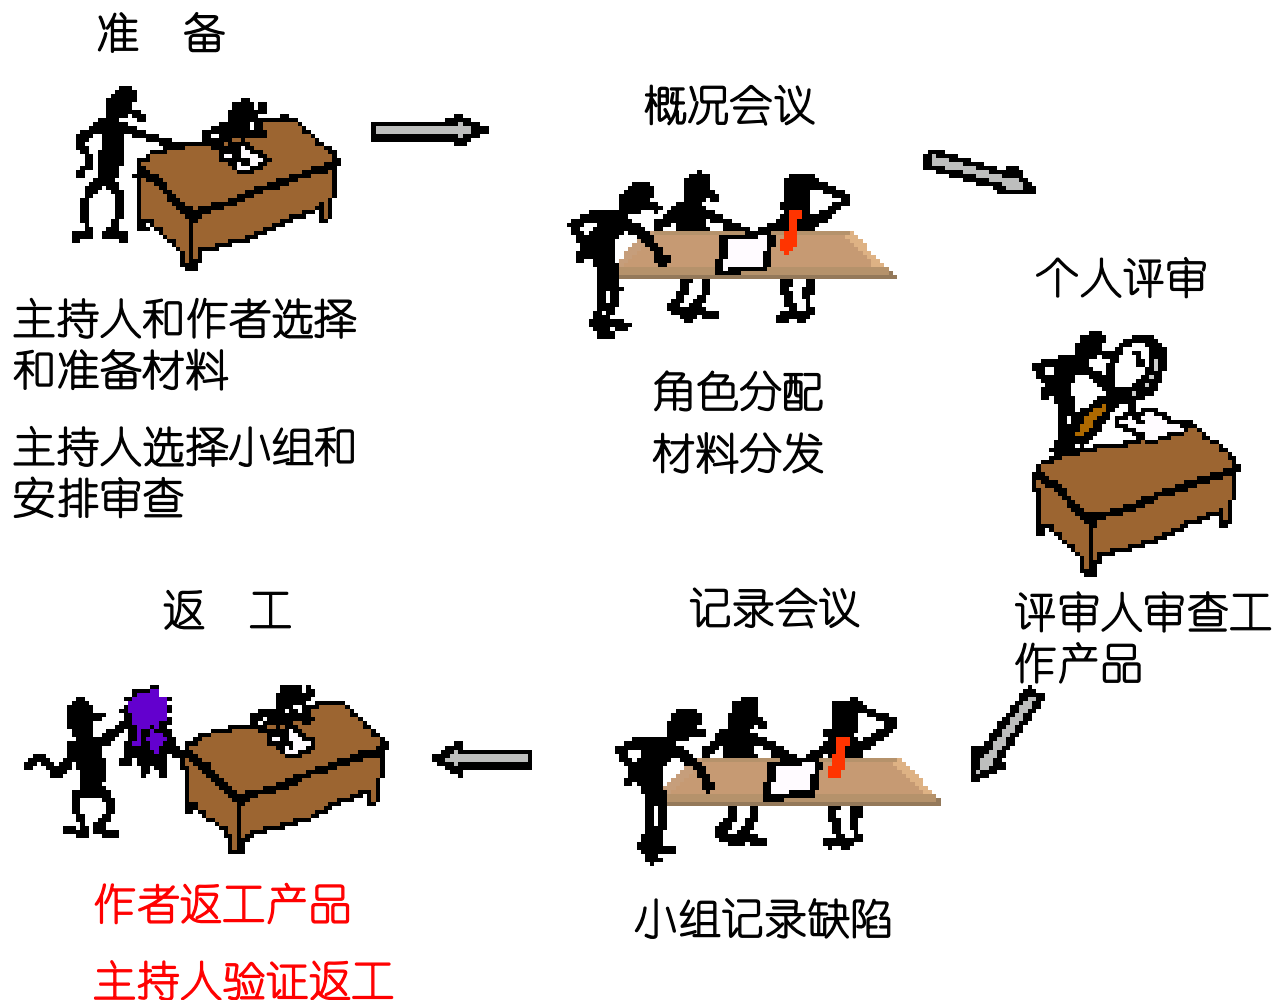 准 备
主持人和作者选择
和准备材料
主持人选择小组和
安排审查
概况会议
角色分配
材料分发
个人评审
评审人审查工
作产品
记录会议
小组记录缺陷
返 工
作者返工产品
主持人验证返工